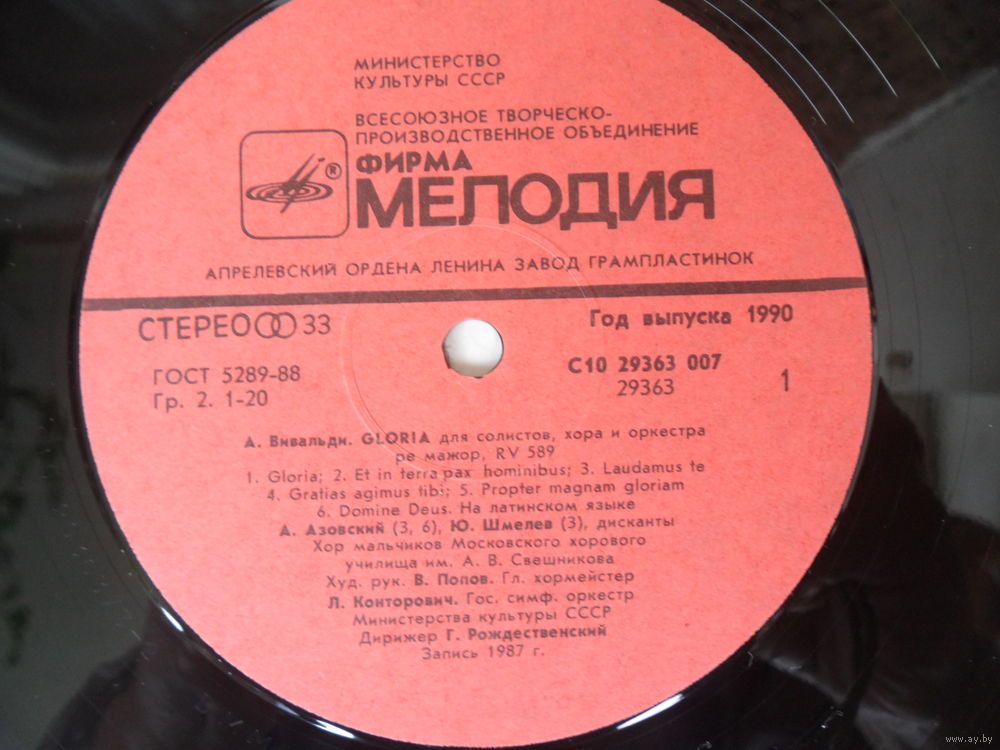 МИНИСТЕРСТВО
КУЛЬТУРЫ СССР
ВСЕСОЮЗНОЕ ТВОРЧЕСКО-
ПРОИЗВОДСТВЕННОЕ ОБЪЕДИНЕНИЕ
ФИРМА
®
МЕЛОДИЯ
АПРЕЛЕВСКИЙ ОРДЕНА ЛЕНИНА ЗАВОД ГРАМПЛАСТИНОК
СТЕРЕО 33
Год выпуска 1990
ГОСТ 5289-88
Гр. 2. 1-20
С10 29363 007
29363
1
А. Вивальди. GLORIA для солистов, хора и оркестра
ре мажор, RV 589
1. Gloria; 2. Et in terra pax hominibus; 3. Laudamus te
4. Gratias agimus tibi; 5. Propter magnam gloriam
6. Domine Deus. На латинском языке
А. Азовский (3, 6), Ю. Шмелев (3), дисканты
Хор мальчиков Московского хорового
училища им. А. В. Свешникова
Худ. рук. В. Попов. Гл. хормейстер
Л. Конторович. Гос. симф. оркестр
Министерства культуры СССР
Дирижер Г. Рождественский
Запись 1987 г.
www.ay.by